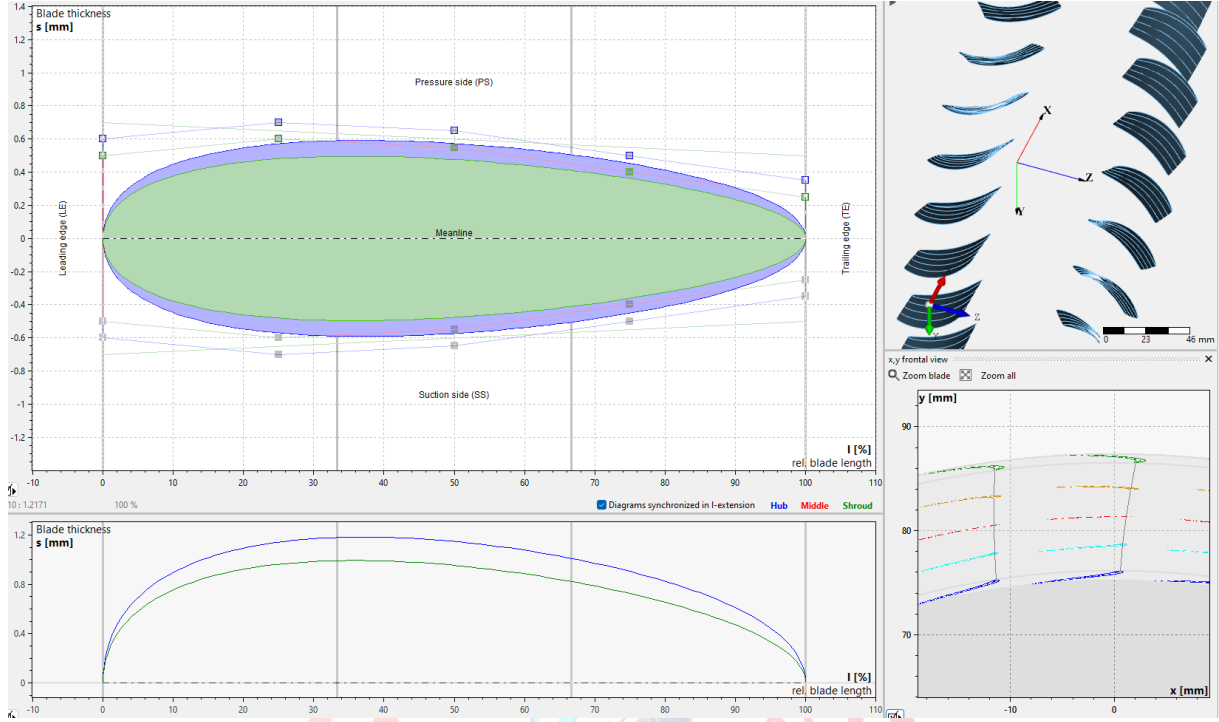 Blade thickness
s [mm]
1.4
1.2
1
0.8
0.6
0.4
0.2
0
-0.2
-0.4
-0.6
-0.8
-1
-1.2
-1.4
Pressure side (PS)
Leading edge (LE)
Meanline
Trailing edge (TE)
Suction side (SS)
l [%]
rel. blade length
-10 0 10 20 30 40 50 60 70 80 90 100 110
10 : 1.2171 100 % Diagrams synchronized in l-extension Hub Middle Shroud
Blade thickness
s [mm]
1.2
0.8
0.4
0
l [%]
rel. blade length
-10 0 10 20 30 40 50 60 70 80 90 100 110
X
Z
Y
Z
0 23 46 mm
x,y frontal view
Zoom blade Zoom all
y [mm]
90
80
70
x [mm]
-10 0